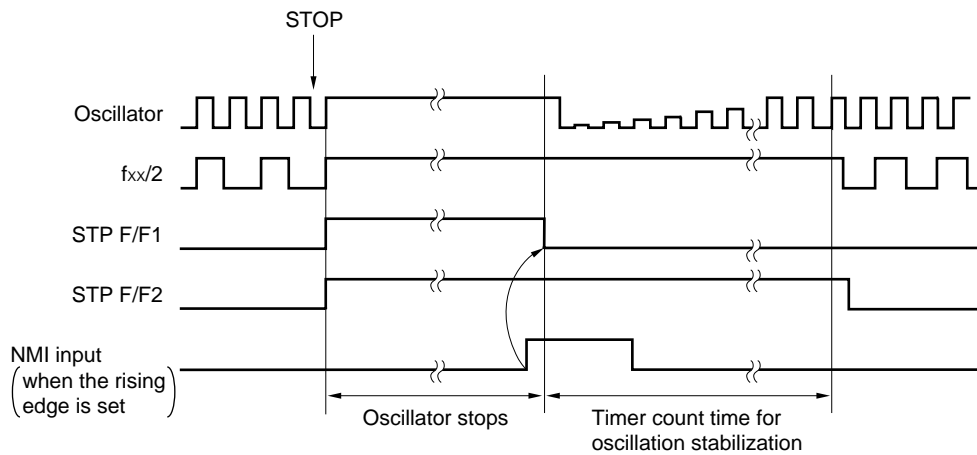 STOP
Oscillator
fxx/2
STP F/F1
STP F/F2
NMI input
(when the rising
edge is set)
Oscillator stops
Timer count time for
oscillation stabilization